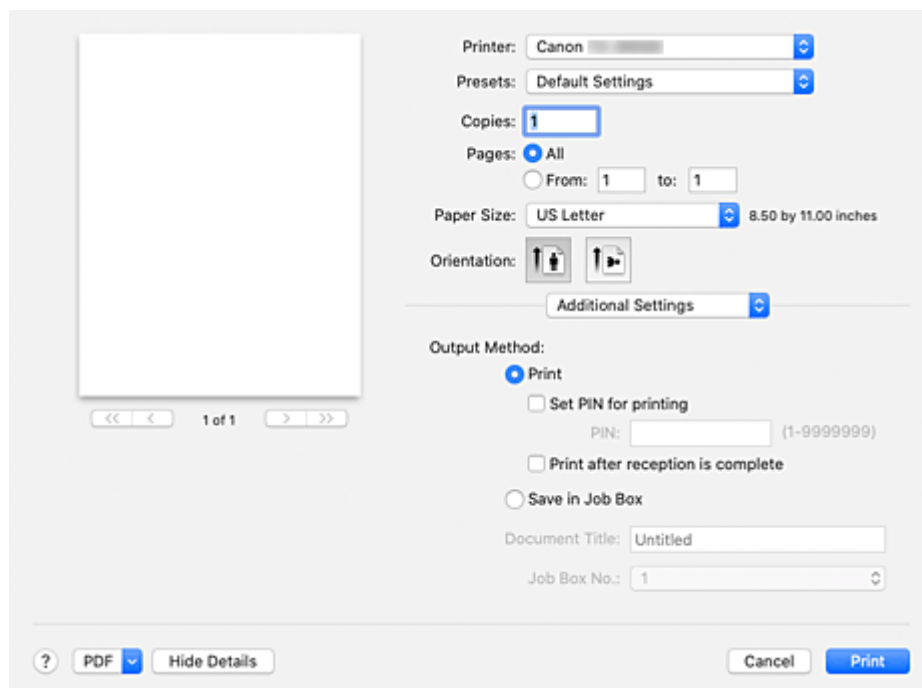 Printer: Canon
Presets: Default Settings
Copies: 1
Pages: All
From: 1 to: 1
Paper Size: US Letter 8.50 by 11.00 inches
Orientation:
Additional Settings
Output Method:
Print
Set PIN for printing
PIN: (1-9999999)
Print after reception is complete
Save in Job Box
Document Title: Untitled
Job Box No.: 1
<< < 1 of 1 > >>
? PDF Hide Details Cancel Print